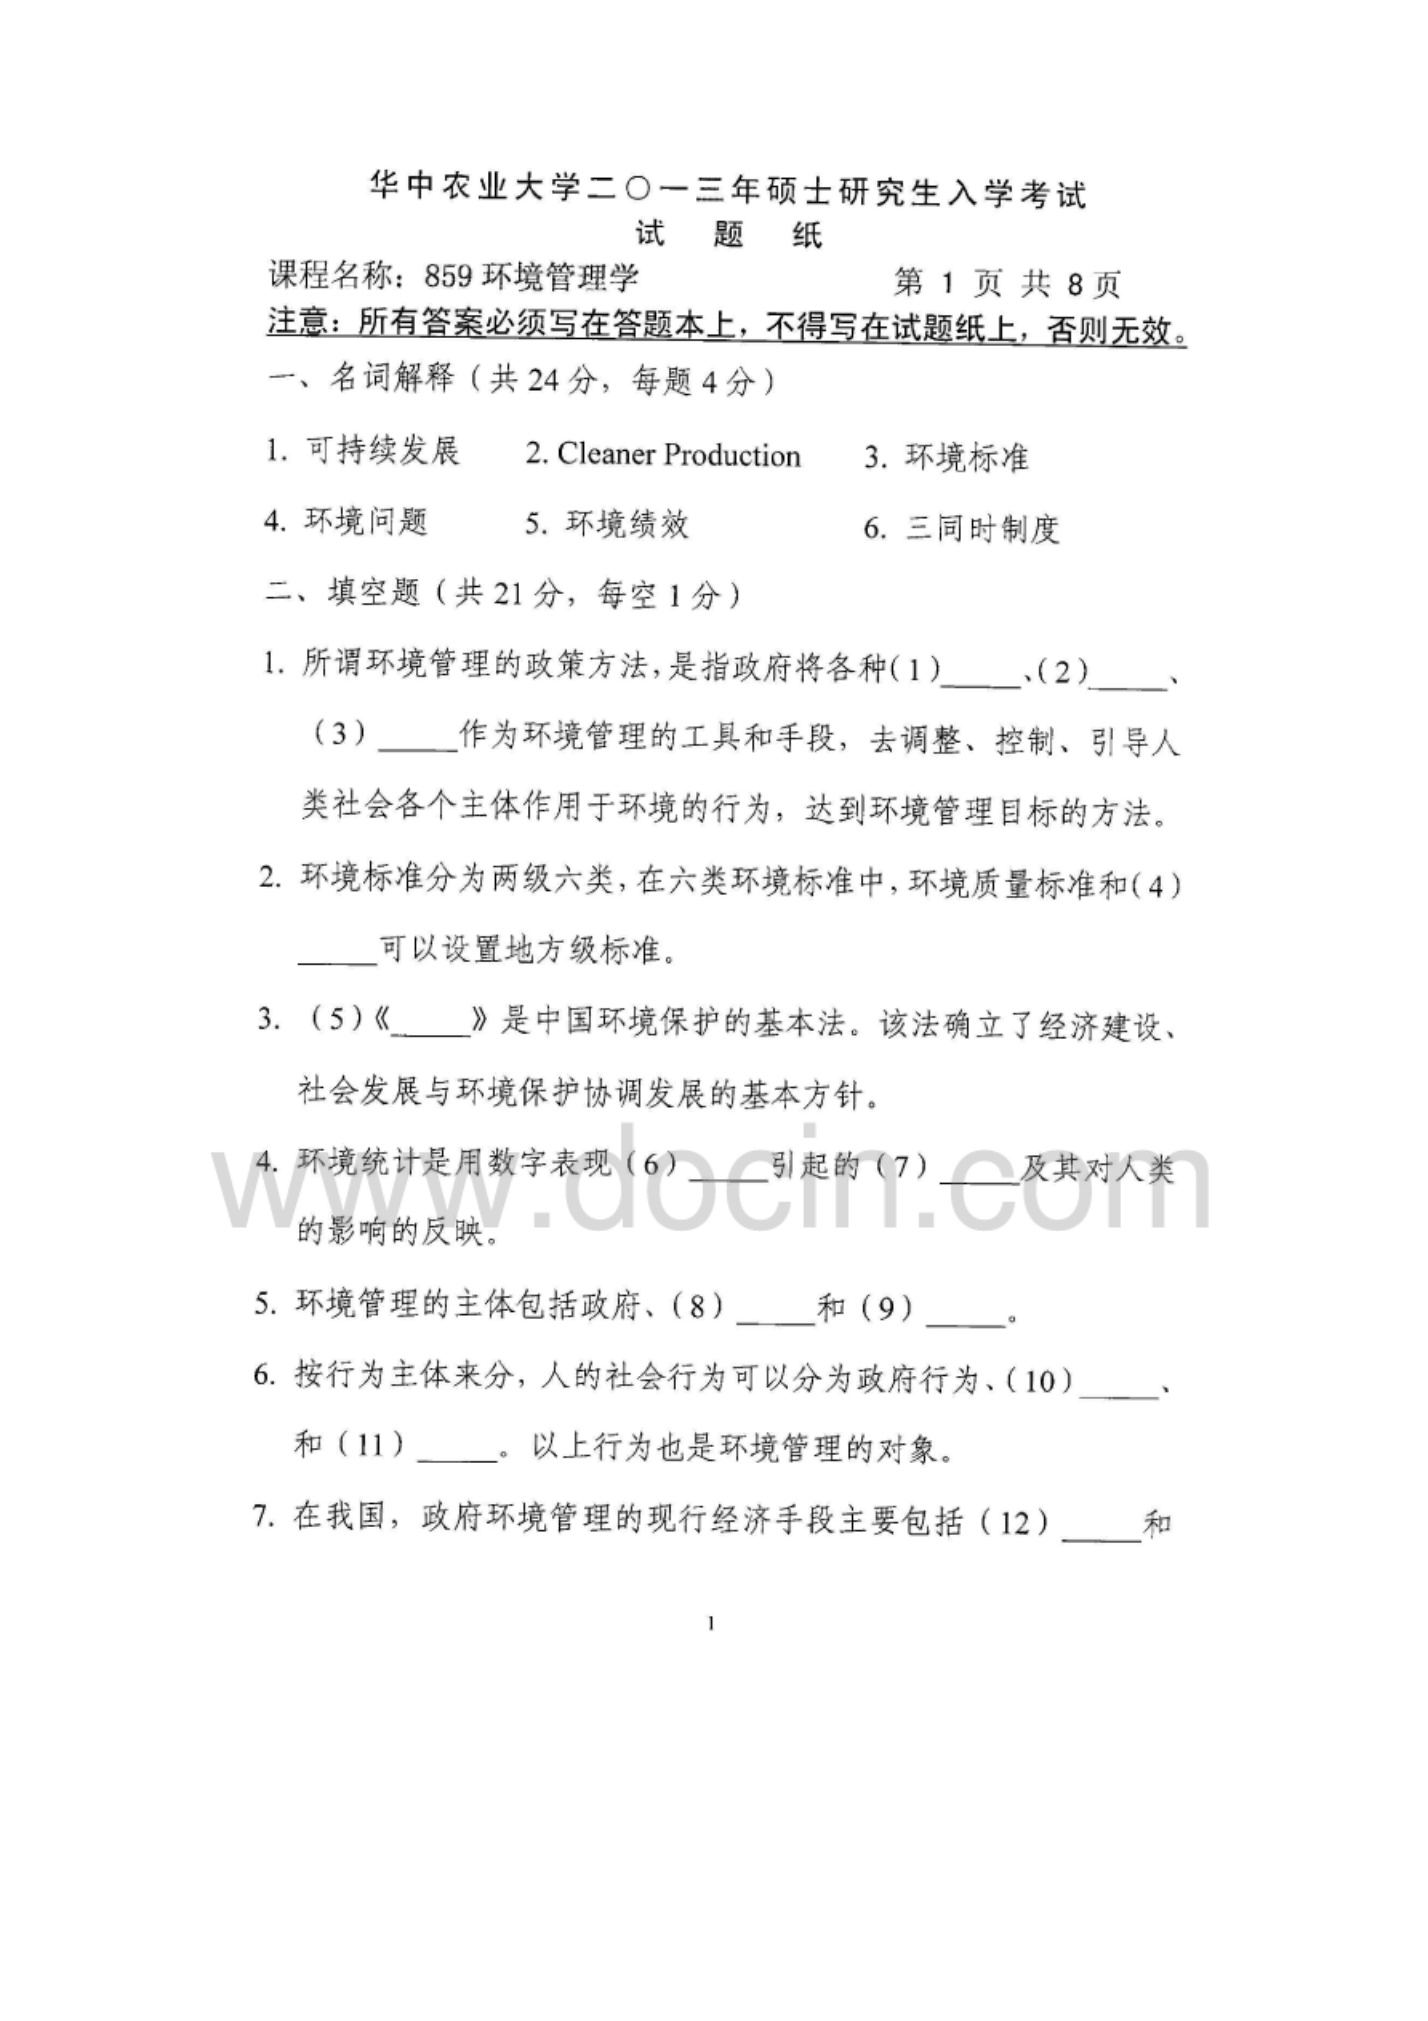 华中农业大学二〇一三年硕士研究生入学考试
试 题 纸
课程名称：859 环境管理学 第 1 页 共 8 页
注意：所有答案必须写在答题本上，不得写在试题纸上，否则无效。
一、名词解释（共 24 分，每题 4 分）
1. 可持续发展 2. Cleaner Production 3. 环境标准
4. 环境问题 5. 环境绩效 6. 三同时制度
二、填空题（共 21 分，每空 1 分）
1. 所谓环境管理的政策方法，是指政府将各种（1）_____、（2）_____、
（3）_____作为环境管理的工具和手段，去调整、控制、引导人
类社会各个主体作用于环境的行为，达到环境管理目标的方法。
2. 环境标准分为两级六类，在六类环境标准中，环境质量标准和（4）
_____可以设置地方级标准。
3. （5）《_____》是中国环境保护的基本法。该法确立了经济建设、
社会发展与环境保护协调发展的基本方针。
4. 环境统计是用数字表现（6）_____引起的（7）_____及其对人类
的影响的反映。
www.docin.com
5. 环境管理的主体包括政府、（8）_____和（9）_____。
6. 按行为主体来分，人的社会行为可以分为政府行为、（10）_____、
和（11）_____。以上行为也是环境管理的对象。
7. 在我国，政府环境管理的现行经济手段主要包括（12）_____和
1